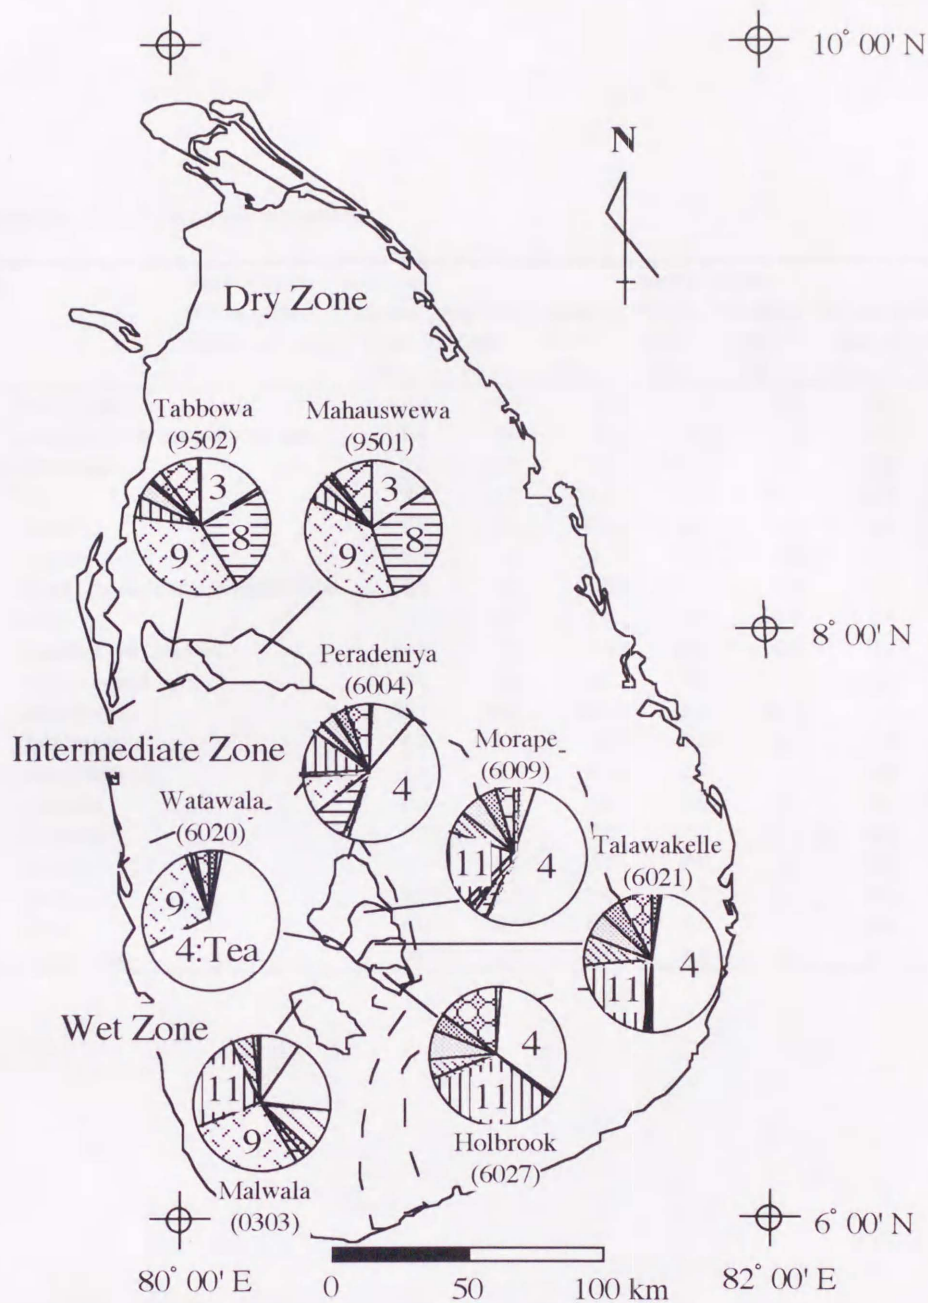 10° 00' N
N
Dry Zone
Tabbowa
(9502)
Mahauswewa
(9501)
3
8
9
3
8
9
8° 00' N
Peradeniya
(6004)
Intermediate Zone
4
Morape
(6009)
Watawala
(6020)
11
4
Talawakelle
(6021)
9
4:Tea
4
11
Wet Zone
4
11
11
9
Holbrook
(6027)
Malwala
(0303)
6° 00' N
80° 00' E
0
50
100 km
82° 00' E